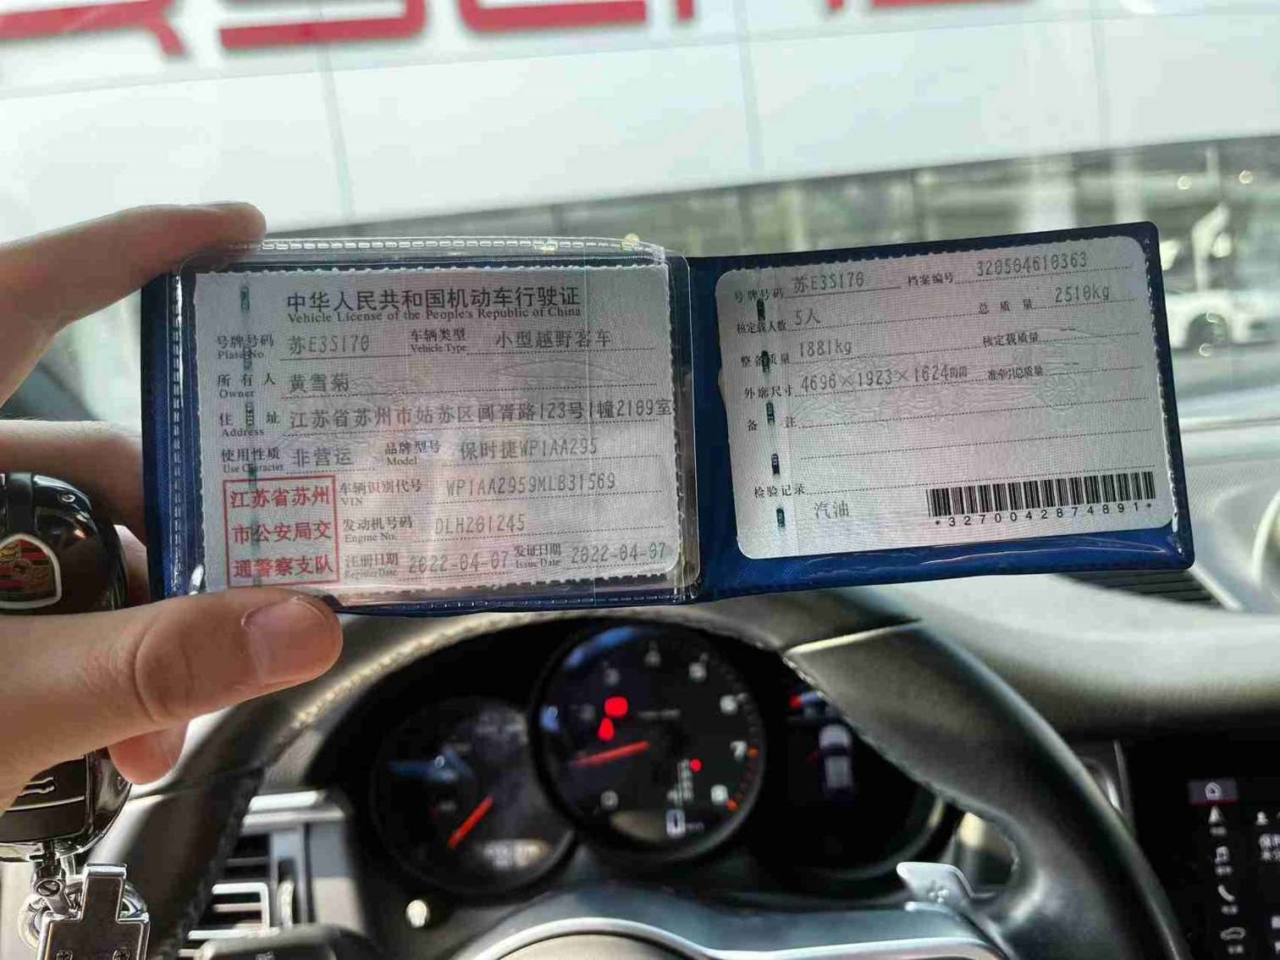 中华人民共和国机动车行驶证
Vehicle License of the People's Republic of China
号牌号码 苏E3S170 车辆类型 小型越野客车
Plate No. Vehicle Type
所有人 黄雪菊
Owner
住址 江苏省苏州市姑苏区阊胥路123号1幢2109室
Address
使用性质 非营运 品牌型号 保时捷WP1AA295
Use Character Model
江苏省苏州
市公安局交
通警察支队
车辆识别代号 WP1AA2959MLB31569
VIN
发动机号码 DLH201245
Engine No.
注册日期 2022-04-07 发证日期 2022-04-07
Register Date Issue Date
号牌号码 苏E3S170 档案编号 320504610363
核定载人数 5人 总质量 2510kg
整备质量 1881kg 核定载质量
外廓尺寸 4696×1923×1624mm 准牵引总质量
备注
检验记录
汽油
*3270042874891*
4
7
8
0